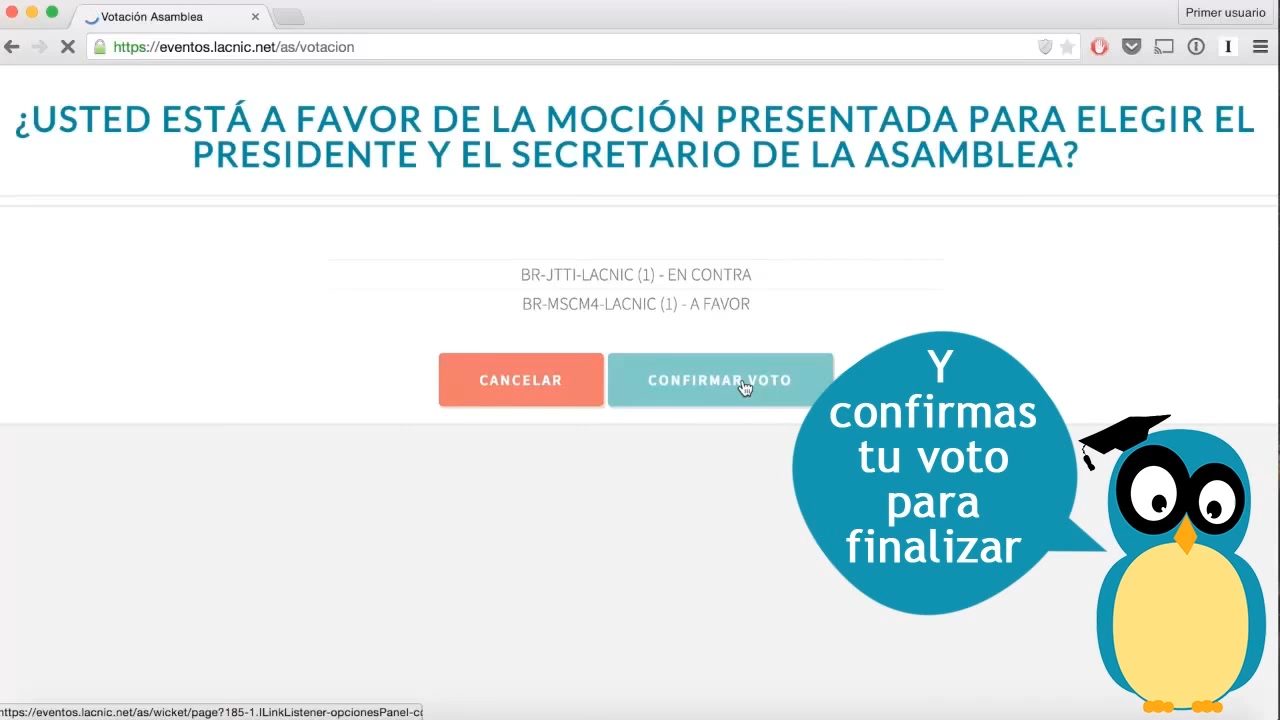 Votación Asamblea
Primer usuario
https://eventos.lacnic.net/as/votacion
¿USTED ESTÁ A FAVOR DE LA MOCIÓN PRESENTADA PARA ELEGIR EL
PRESIDENTE Y EL SECRETARIO DE LA ASAMBLEA?
BR-JTTI-LACNIC (1) - EN CONTRA
BR-MSCM4-LACNIC (1) - A FAVOR
CANCELAR
CONFIRMAR VOTO
Y
confirmas
tu voto
para
finalizar
https://eventos.lacnic.net/as/wicket/page?185-1.ILinkListener-opcionesPanel-co